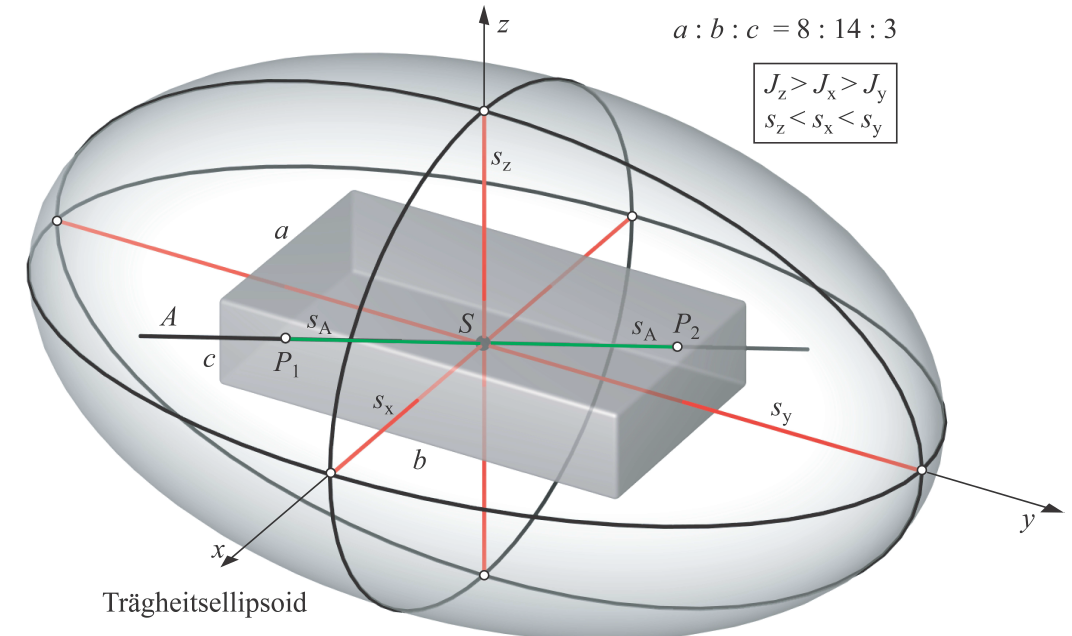 z
a : b : c = 8 : 14 : 3
J_z > J_x > J_y
s_z < s_x < s_y
s_z
a
A
s_A
S
s_A
P_2
c
P_1
s_x
s_y
b
x
y
Trägheitsellipsoid